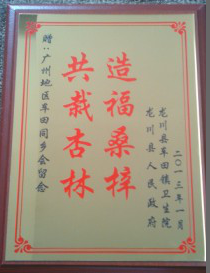 赠：广州地区车田同乡会留念
共栽杏林
造福桑梓
龙川县人民政府
龙川县车田镇卫生院
二〇一三年一月